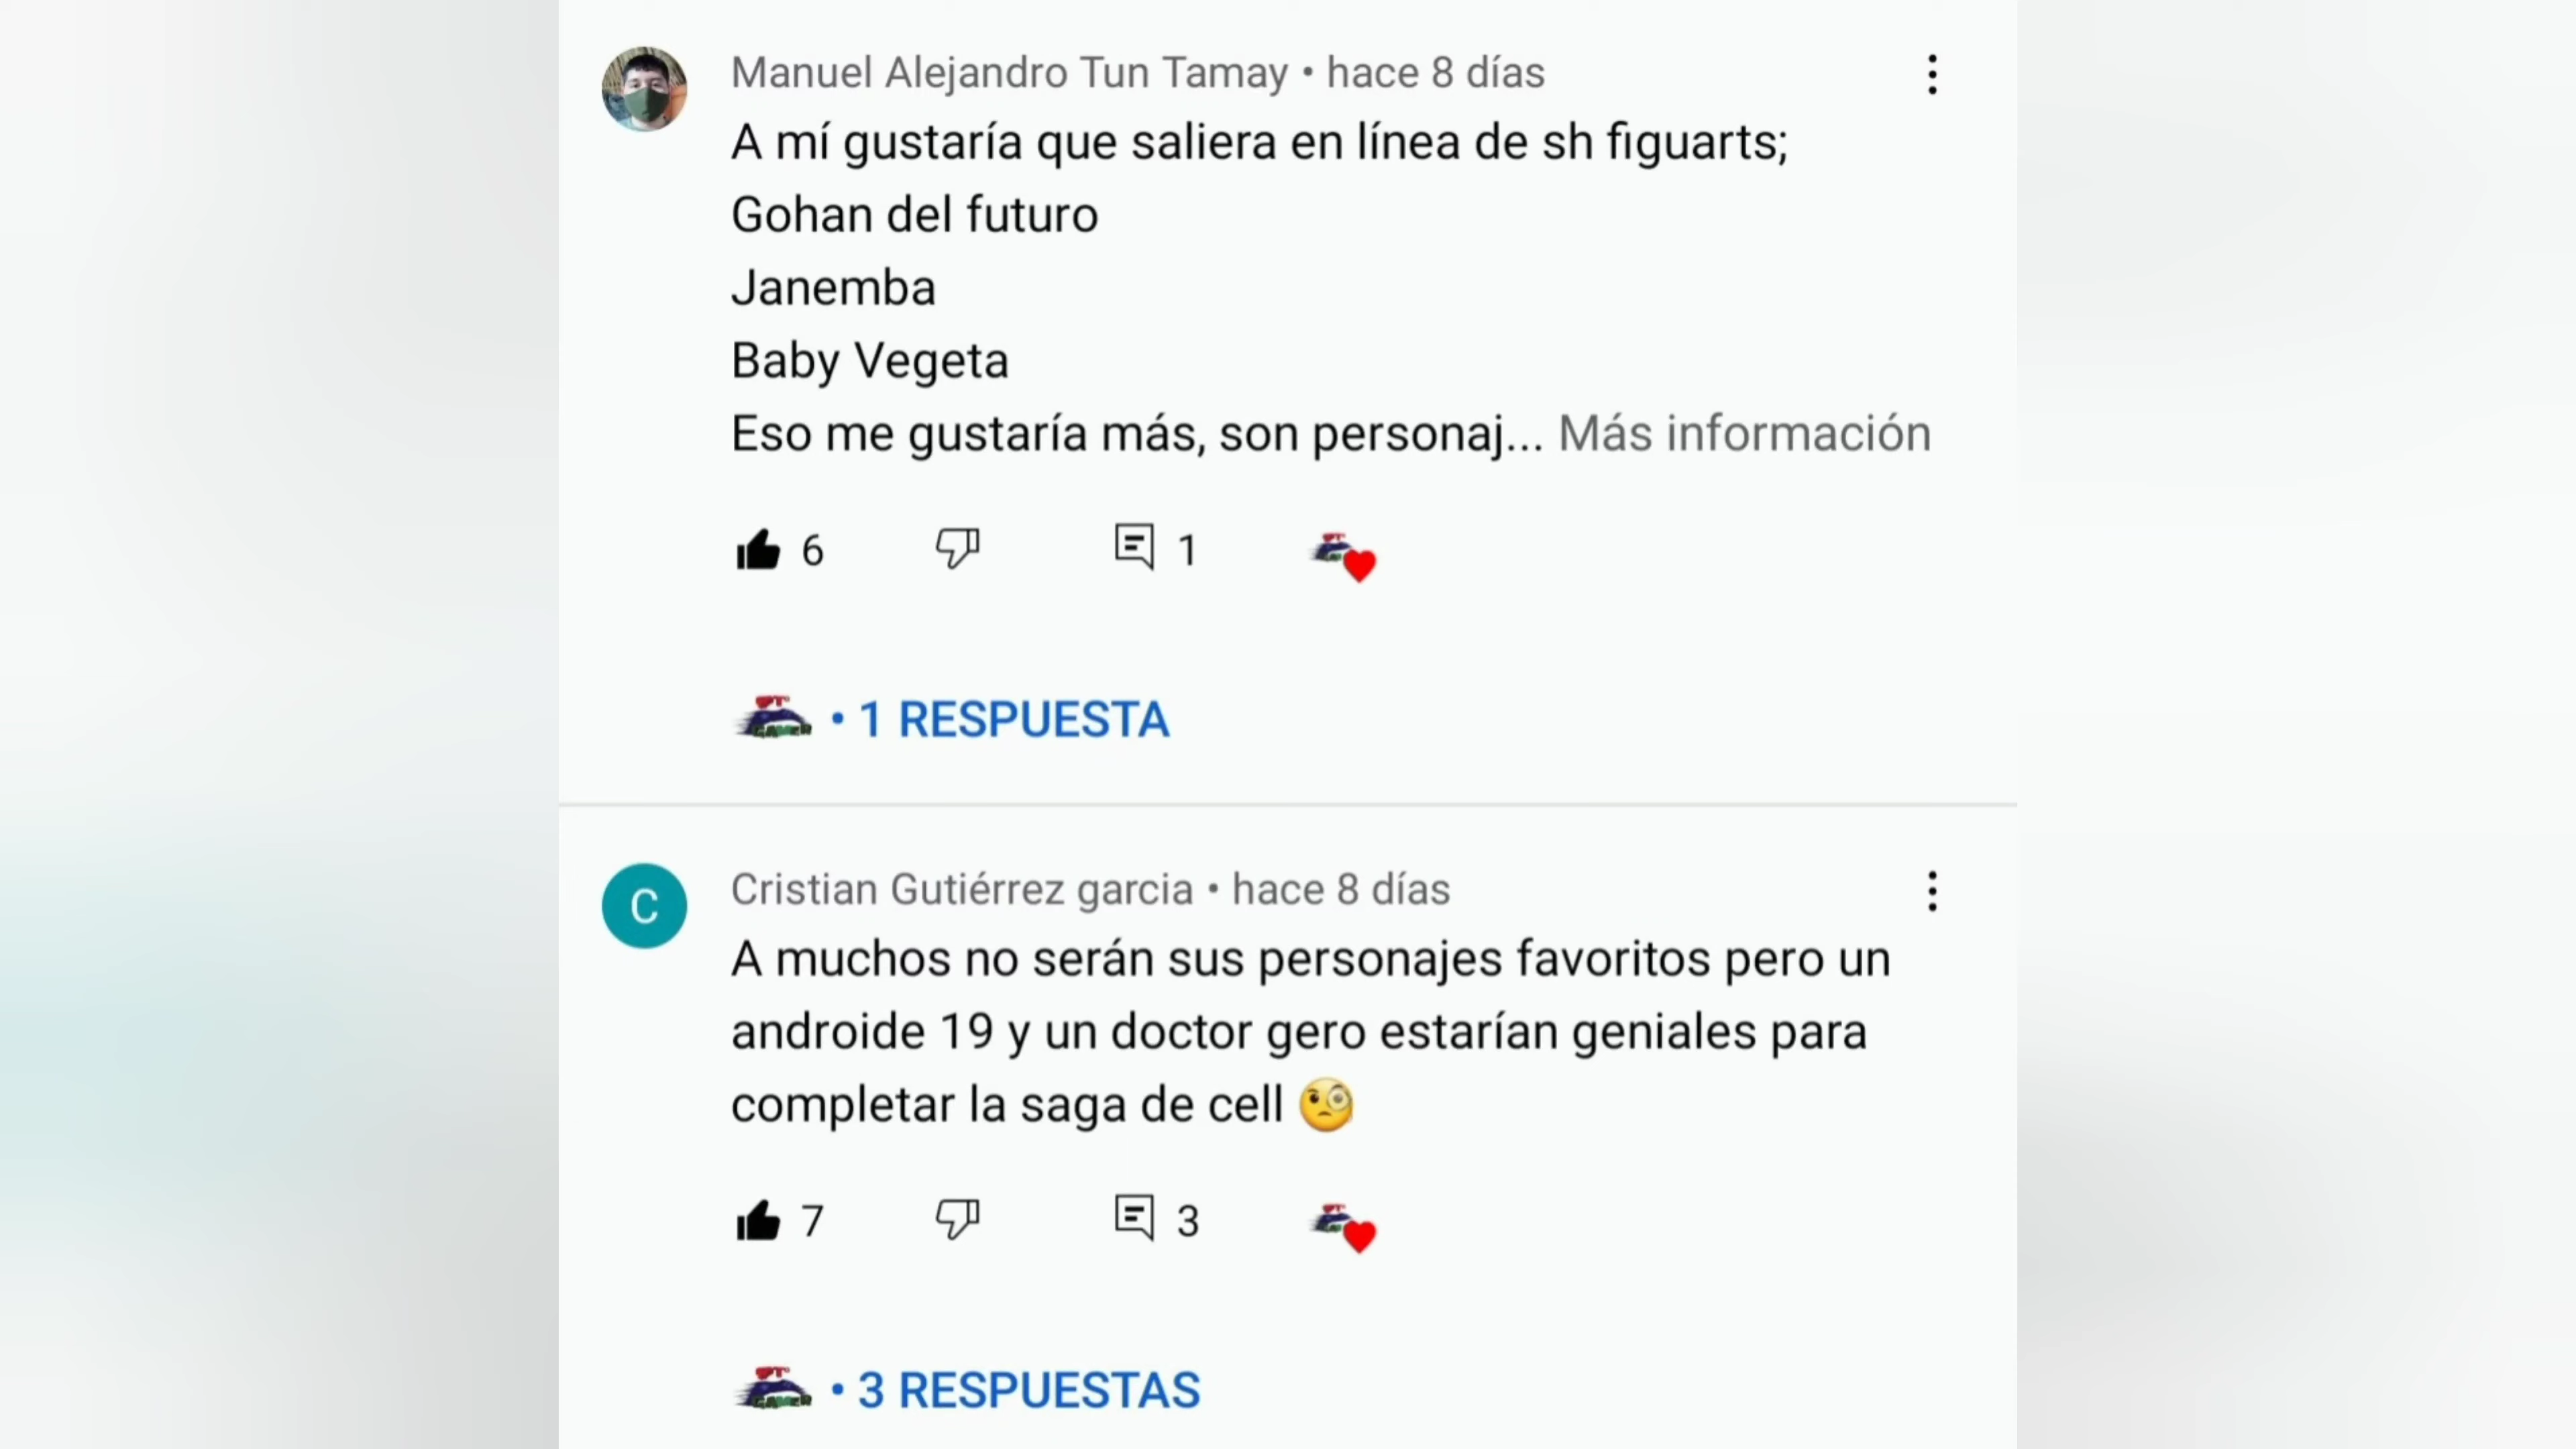 Manuel Alejandro Tun Tamay • hace 8 días
A mí gustaría que saliera en línea de sh figuarts;
Gohan del futuro
Janemba
Baby Vegeta
Eso me gustaría más, son personaj... Más información
6 1
• 1 RESPUESTA
C
Cristian Gutiérrez garcia • hace 8 días
A muchos no serán sus personajes favoritos pero un
androide 19 y un doctor gero estarían geniales para
completar la saga de cell 🧐
7 3
GAMER • 3 RESPUESTAS